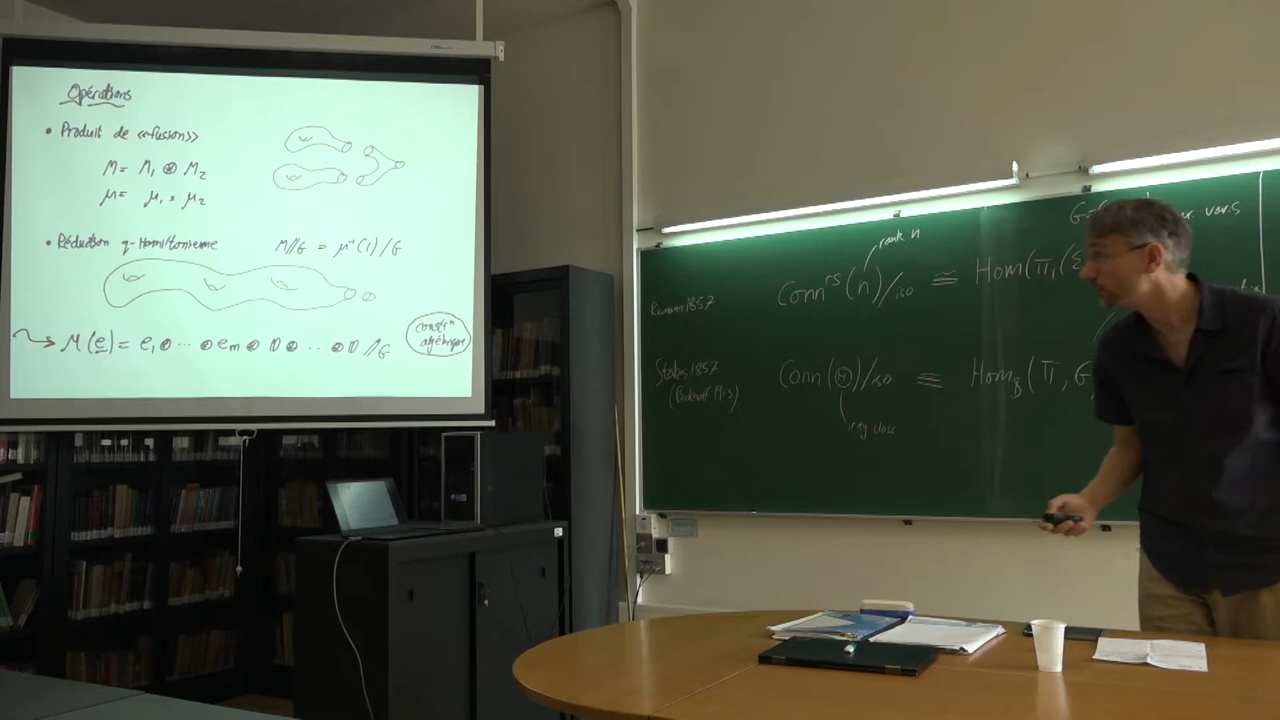 Opérations
• Produit de «fusion»
M = M₁ ⊛ M₂
μ = μ₁ · μ₂
• Réduction q-Hamiltonienne M//G = μ⁻¹(1)/G
M(e) = e₁ ⊛ ··· ⊛ em ⊛ D ⊛ ··· ⊛ D //G
constrⁿ algébrique
rank n
Riemann 1857
Connʳˢ(n)/iso ≅ Hom(π₁(Σ
Stokes 1857
(Birkhoff 1913)
Conn(Θ)/iso ≅ Hom𝕊(Π, G
irreg class